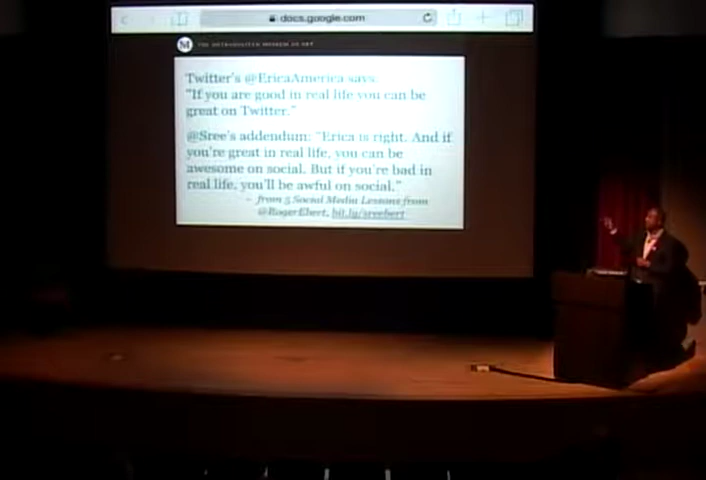 docs.google.com
M THE METROPOLITAN MUSEUM OF ART
Twitter's @EricaAmerica says:
"If you are good in real life you can be
great on Twitter."
@Sree's addendum: "Erica is right. And if
you're great in real life, you can be
awesome on social. But if you're bad in
real life, you'll be awful on social."
– from 5 Social Media Lessons from
@RogerEbert, bit.ly/sreebert